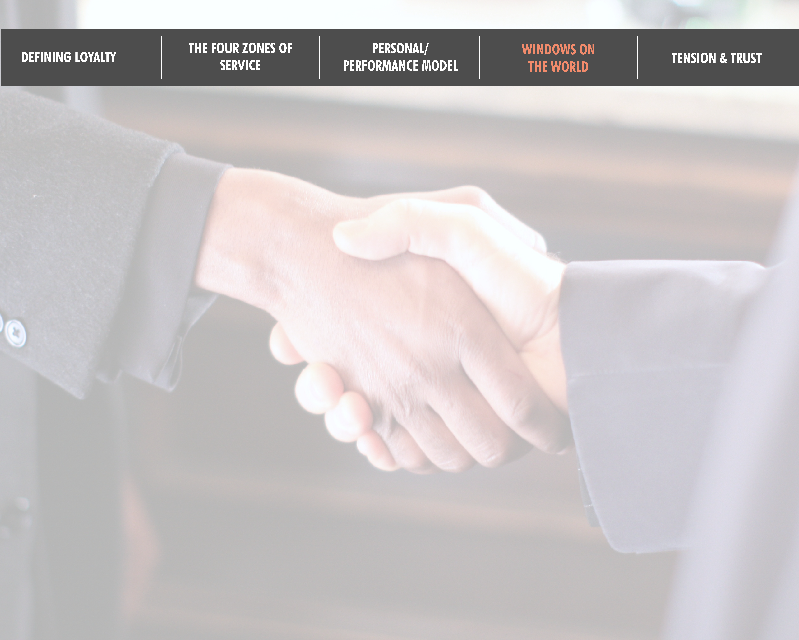 DEFINING LOYALTY
THE FOUR ZONES OF
SERVICE
PERSONAL/
PERFORMANCE MODEL
WINDOWS ON
THE WORLD
TENSION & TRUST